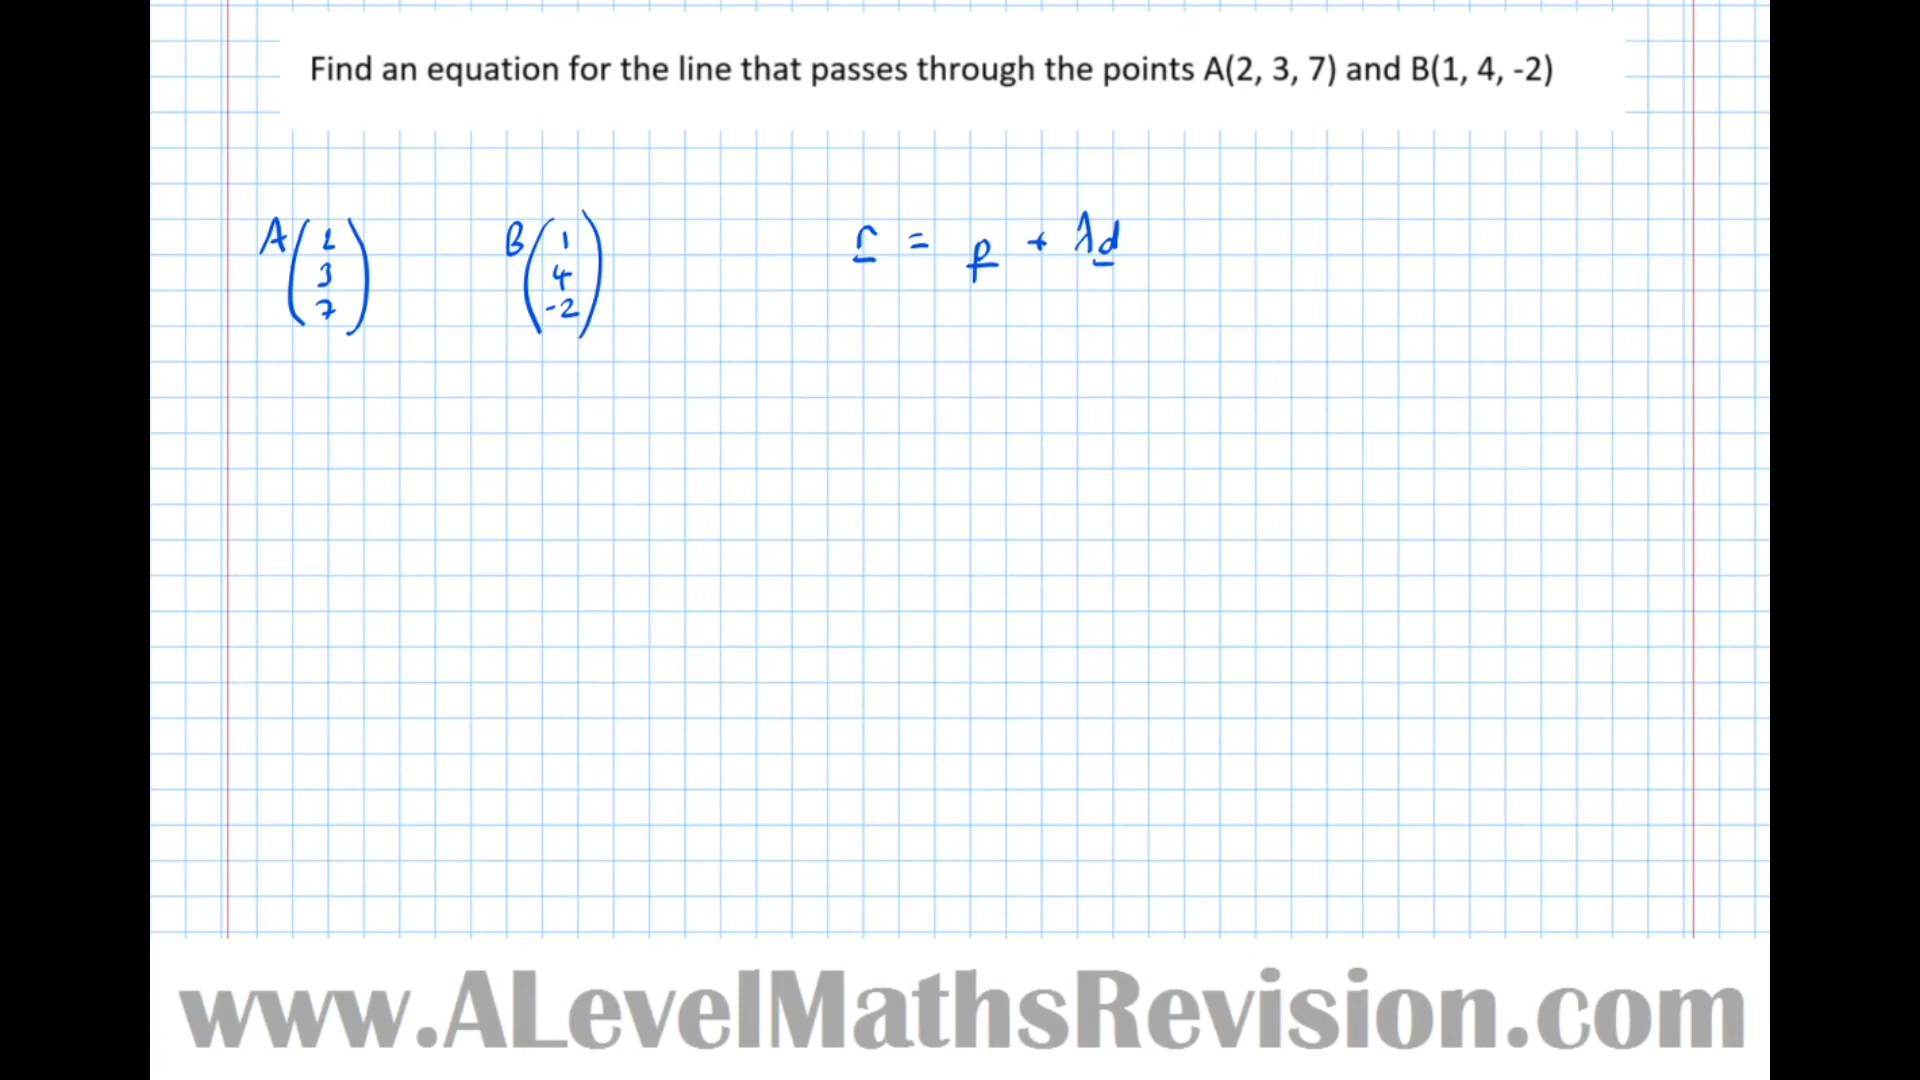 Find an equation for the line that passes through the points A(2, 3, 7) and B(1, 4, -2)
A(2 3 7) B(1 4 -2) r = p + λd
www.ALevelMathsRevision.com